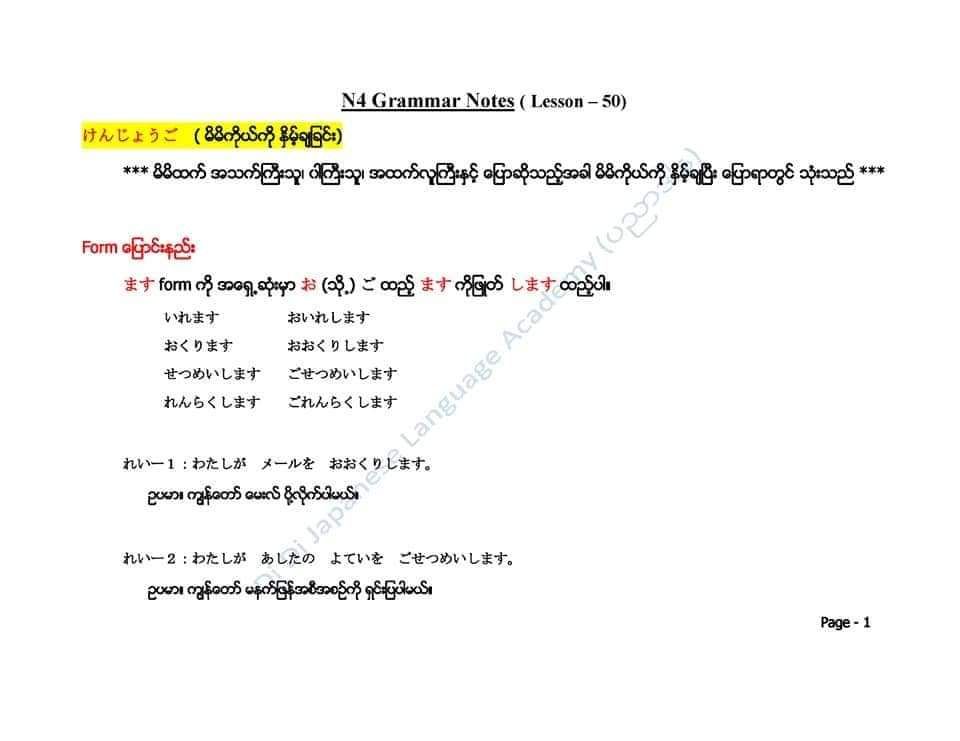 N4 Grammar Notes ( Lesson – 50)
けんじょうご ( မိမိကိုယ်ကို နှိမ့်ချခြင်း)
*** မိမိထက် အသက်ကြီးသူ၊ ဝါကြီးသူ၊ အထက်လူကြီးနှင့် ပြောဆိုသည့်အခါ မိမိကိုယ်ကို နှိမ့်ချပြီး ပြောရာတွင် သုံးသည် ***
Form ပြောင်းနည်း
ます form ကို အရှေ့ဆုံးမှာ お (သို့) ご ထည့် ます ကိုဖြုတ် します ထည့်ပါ။
いれます おいれします
おくります おおくりします
せつめいします ごせつめいします
れんらくします ごれんらくします
れいー１：わたしが メールを おおくりします。
ဥပမာ။ ကျွန်တော် မေးလ် ပို့လိုက်ပါမယ်။
れいー２：わたしが あしたの よていを ごせつめいします。
ဥပမာ။ ကျွန်တော် မနက်ဖြန်အစီအစဉ်ကို ရှင်းပြပါမယ်။
Page - 1
Di Di Japanese Language Academy (ပညာဒါန)